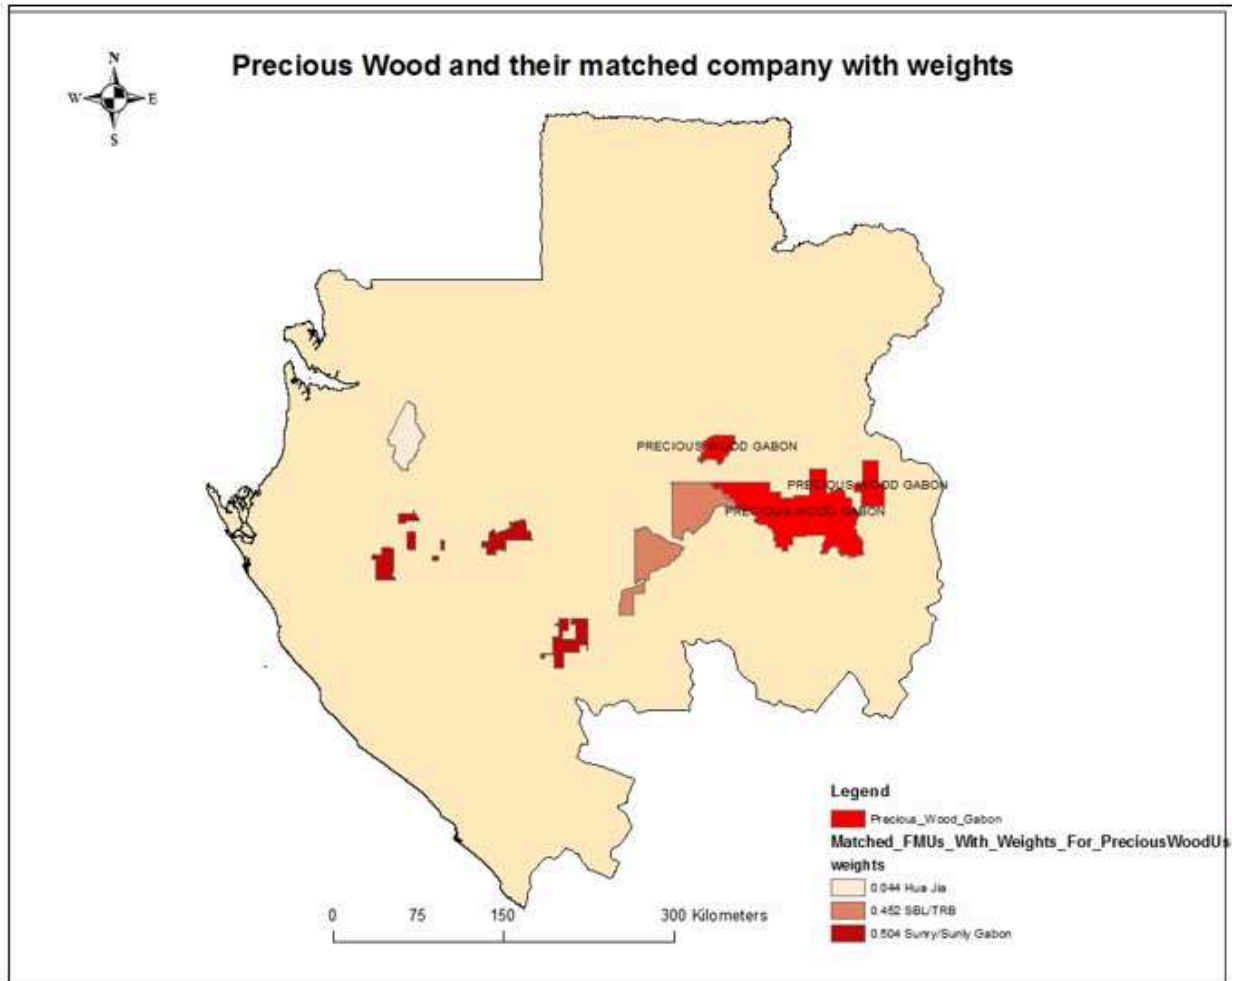 Precious Wood and their matched company with weights
N
W E
S
PRECIOUS WOOD GABON
PRECIOUS WOOD GABON
PRECIOUS WOOD GABON
Legend
Precious_Wood_Gabon
Matched_FMUs_With_Weights_For_PreciousWoodUs
weights
0.044 Hua Jia
0.452 SBL/TRB
0.504 Sunry/Sunly Gabon
0 75 150 300 Kilometers